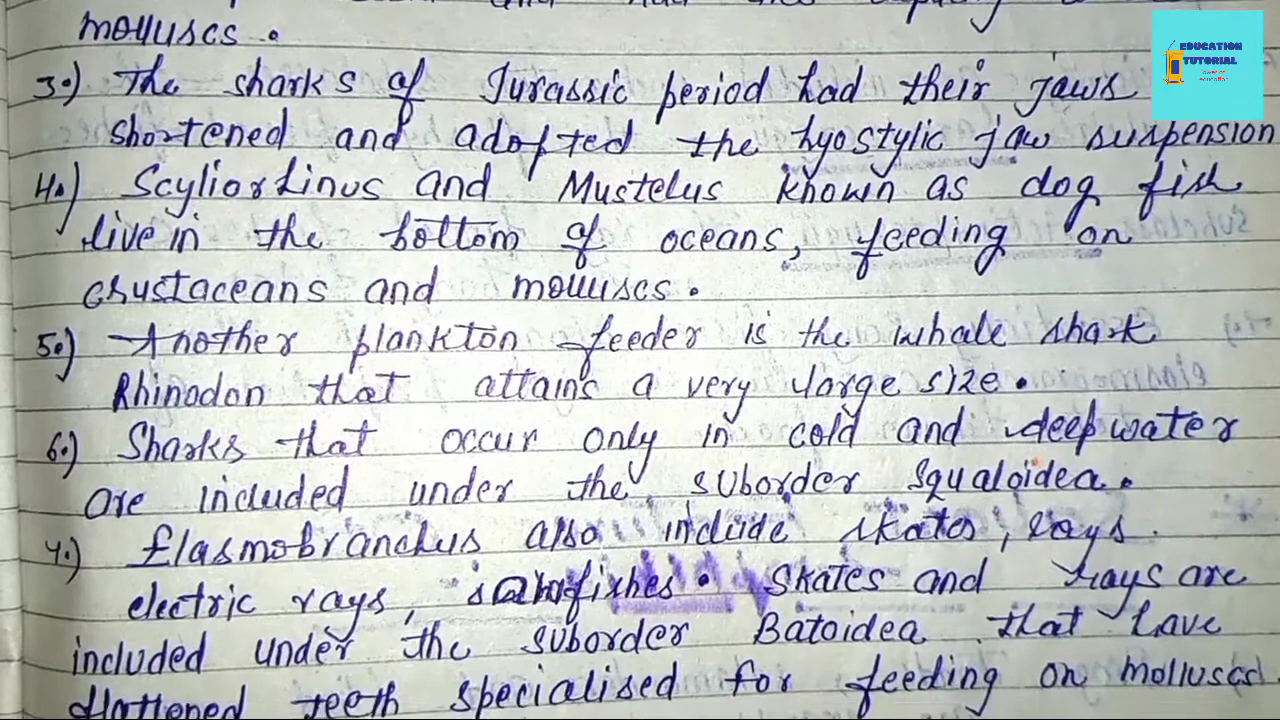 molluscs.
3.) The sharks of Jurassic period had their jaws
shortened and adopted the hyostylic jaw suspension
4.) Scyliorhinus and Mustelus known as dog fish
live in the bottom of oceans, feeding on
crustaceans and molluscs.
5.) Another plankton feeder is the whale shark
Rhinodon that attains a very large size.
6.) Sharks that occur only in cold and deep water
are included under the suborder Squaloidea.
7.) Elasmobranchus also include skates, rays
electric rays, sawfishes. Skates and rays are
included under the suborder Batoidea that have
flattened teeth specialised for feeding on molluscs
EDUCATION
TUTORIAL